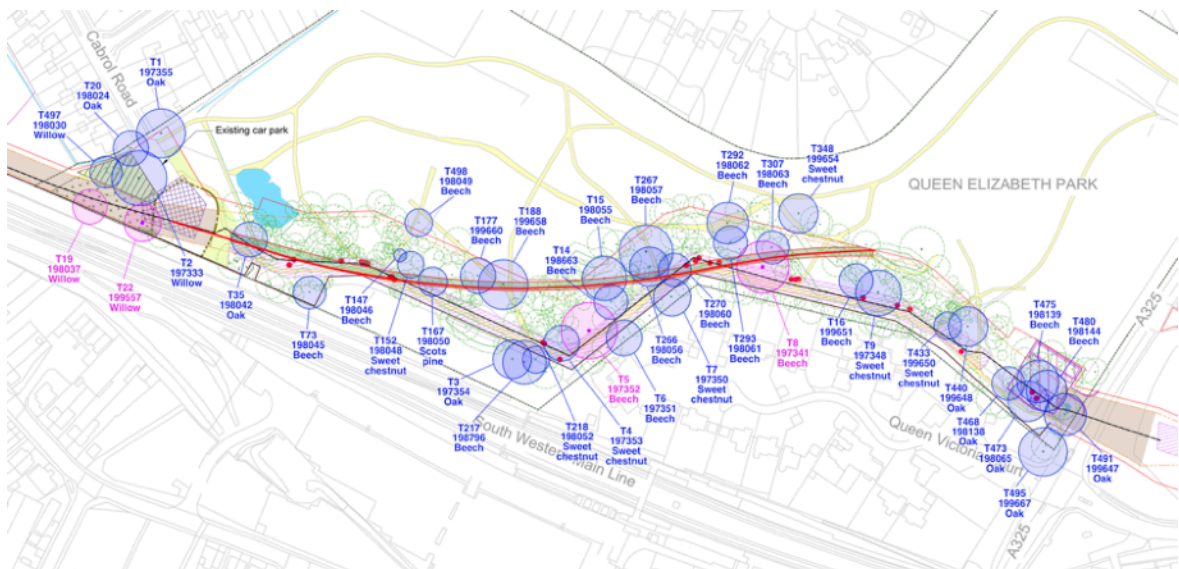 Cabrol Road
T1
197355
Oak
T20
198024
Oak
T497
198030
Willow
Existing car park
T19
198037
Willow
T22
199557
Willow
T2
197333
Willow
T35
198042
Oak
T73
198045
Beech
T147
198046
Beech
T152
198048
Sweet
chestnut
T167
198050
Scots
pine
T498
198049
Beech
T177
199660
Beech
T188
199658
Beech
T15
198055
Beech
T14
198663
Beech
T267
198057
Beech
T292
198062
Beech
T307
198063
Beech
T348
199654
Sweet
chestnut
QUEEN ELIZABETH PARK
T3
197354
Oak
T217
198796
Beech
T218
198052
Sweet
chestnut
T4
197353
Sweet
chestnut
T5
197352
Beech
T6
197351
Beech
T266
198056
Beech
T7
197350
Sweet
chestnut
T270
198060
Beech
T293
198061
Beech
T8
197341
Beech
T16
199651
Beech
T9
197348
Sweet
chestnut
T433
199650
Sweet
chestnut
T440
199648
Oak
T468
198138
Oak
T473
198065
Oak
T475
198139
Beech
T480
198144
Beech
T491
199647
Oak
T495
199667
Oak
South Western Main Line
Queen Victoria Court
A325
A325